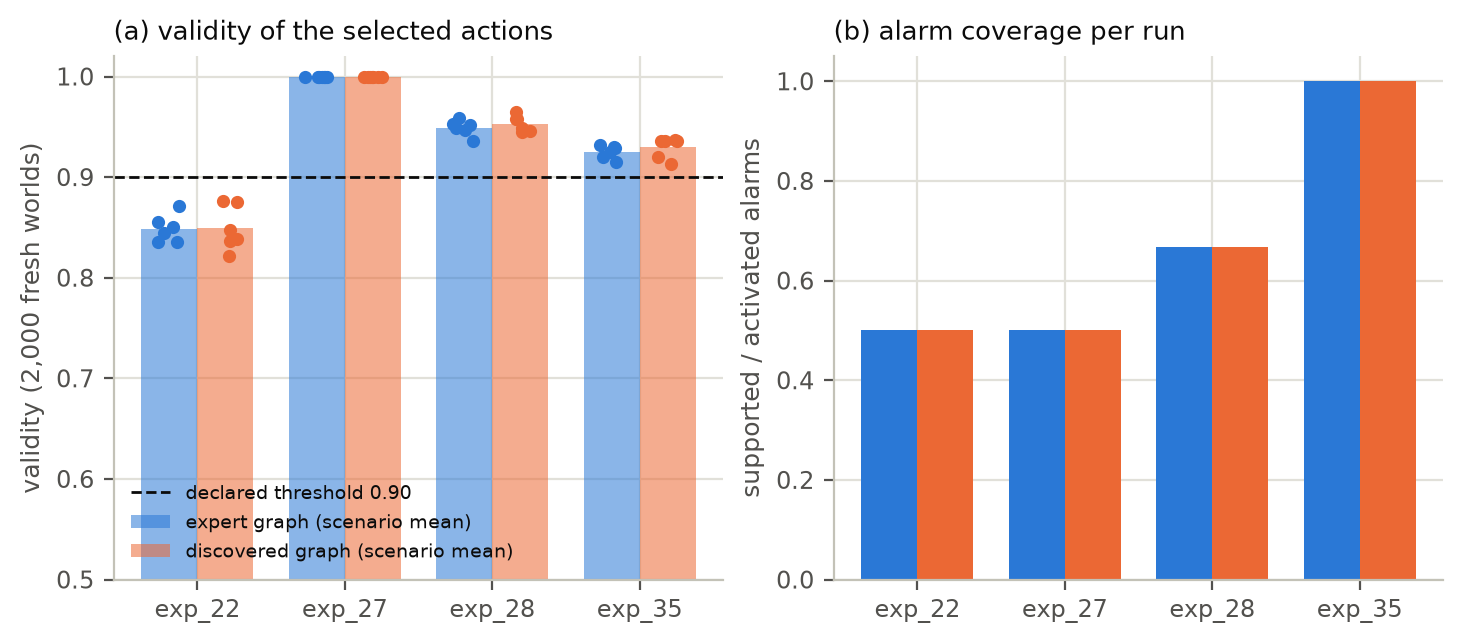 (a) validity of the selected actions
validity (2,000 fresh worlds)
1.0
0.9
0.8
0.7
0.6
0.5
declared threshold 0.90
expert graph (scenario mean)
discovered graph (scenario mean)
exp_22 exp_27 exp_28 exp_35
(b) alarm coverage per run
supported / activated alarms
1.0
0.8
0.6
0.4
0.2
0.0
exp_22 exp_27 exp_28 exp_35